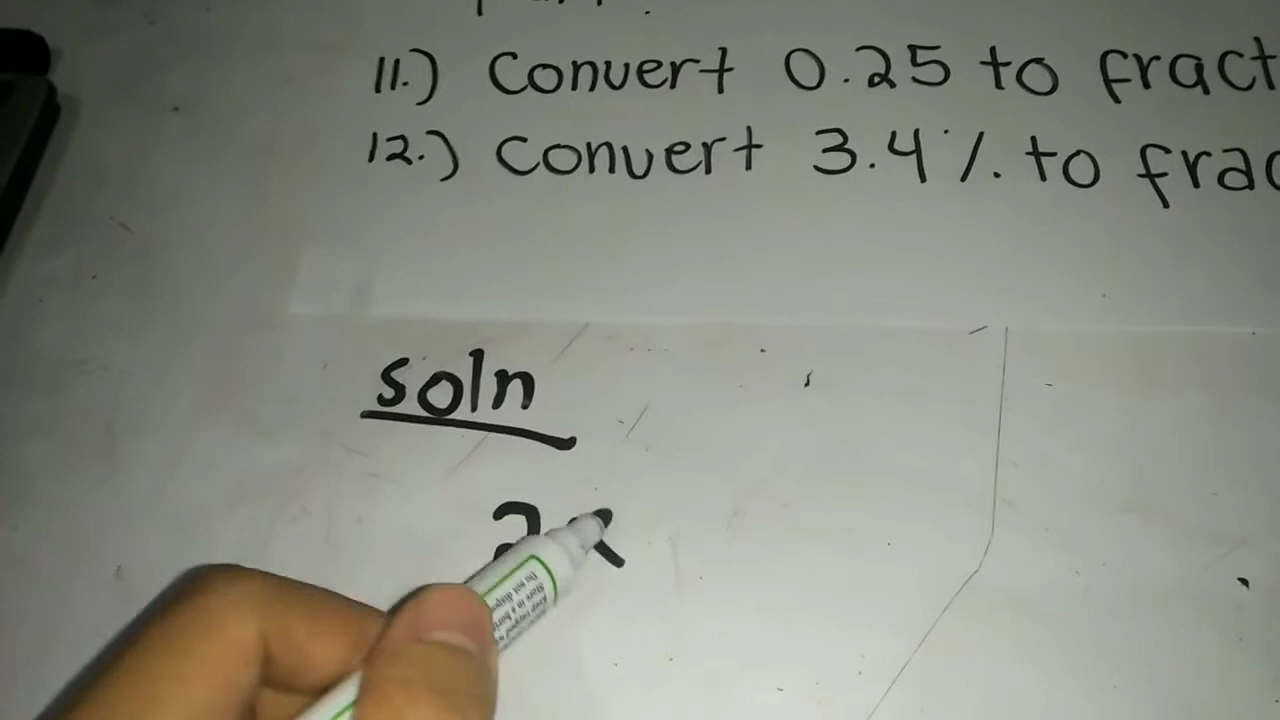 11.) Convert 0.25 to fract
12.) Convert 3.4%. to frac
soln